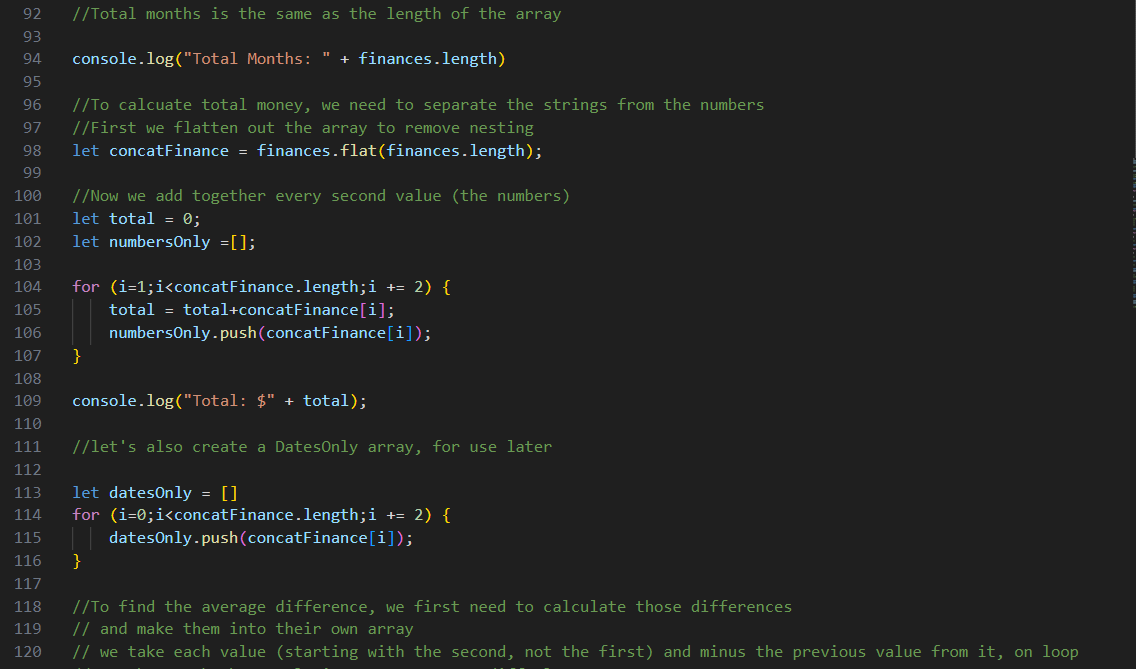 92 //Total months is the same as the length of the array
93
94 console.log("Total Months: " + finances.length)
95
96 //To calcuate total money, we need to separate the strings from the numbers
97 //First we flatten out the array to remove nesting
98 let concatFinance = finances.flat(finances.length);
99
100 //Now we add together every second value (the numbers)
101 let total = 0;
102 let numbersOnly =[];
103
104 for (i=1;i<concatFinance.length;i += 2) {
105 total = total+concatFinance[i];
106 numbersOnly.push(concatFinance[i]);
107 }
108
109 console.log("Total: $" + total);
110
111 //let's also create a DatesOnly array, for use later
112
113 let datesOnly = []
114 for (i=0;i<concatFinance.length;i += 2) {
115 datesOnly.push(concatFinance[i]);
116 }
117
118 //To find the average difference, we first need to calculate those differences
119 // and make them into their own array
120 // we take each value (starting with the second, not the first) and minus the previous value from it, on loop